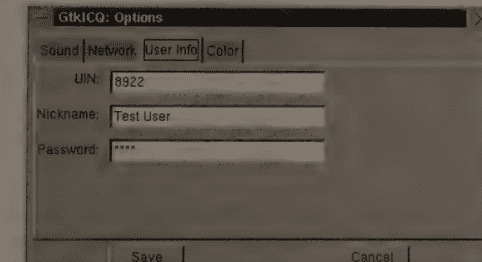 GtkICQ: Options
Sound Network User Info Color
UIN: 8922
Nickname: Test User
Password: ****
Save Cancel